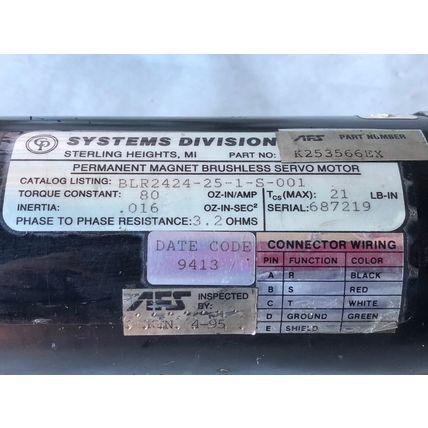 CP SYSTEMS DIVISION
STERLING HEIGHTS, MI PART NO:
AES PART NUMBER
K253566EX
PERMANENT MAGNET BRUSHLESS SERVO MOTOR
CATALOG LISTING: BLR2424-25-1-S-001
TORQUE CONSTANT: 80 OZ-IN/AMP TCS(MAX): 21 LB-IN
INERTIA: .016 OZ-IN-SEC² SERIAL: 687219
PHASE TO PHASE RESISTANCE: 3.2 OHMS
DATE CODE
9413
CONNECTOR WIRING
PIN FUNCTION COLOR
A R BLACK
B S RED
C T WHITE
D GROUND GREEN
E SHIELD –
AES INSPECTED BY:
4-95